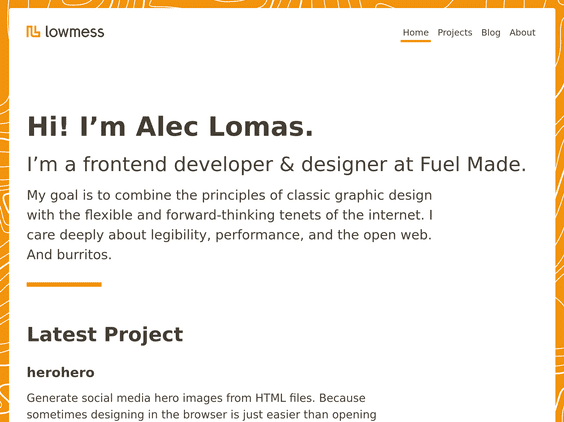 lowmess
Home Projects Blog About
Hi! I’m Alec Lomas.
I’m a frontend developer & designer at Fuel Made.
My goal is to combine the principles of classic graphic design
with the flexible and forward-thinking tenets of the internet. I
care deeply about legibility, performance, and the open web.
And burritos.
Latest Project
herohero
Generate social media hero images from HTML files. Because
sometimes designing in the browser is just easier than opening